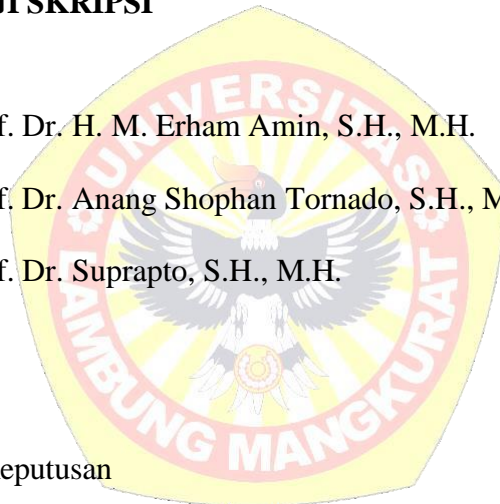 JI SKRIPSI
f. Dr. H. M. Erham Amin, S.H., M.H.
f. Dr. Anang Shophan Tornado, S.H., M
f. Dr. Suprapto, S.H., M.H.
UNIVERSITAS
LAMBUNG MANGKURAT
eputusan